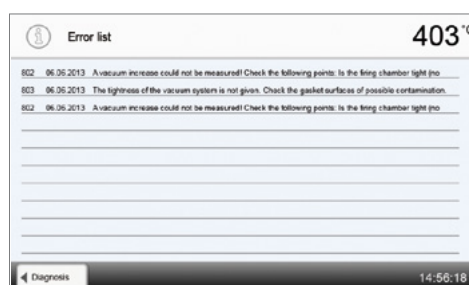 Error list
403 °C
802 06.06.2013 A vacuum increase could not be measured! Check the following points: Is the firing chamber tight (no
803 06.06.2013 The tightness of the vacuum system is not given. Check the gasket surfaces of possible contamination.
802 06.06.2013 A vacuum increase could not be measured! Check the following points: Is the firing chamber tight (no
Diagnosis
14:56:18